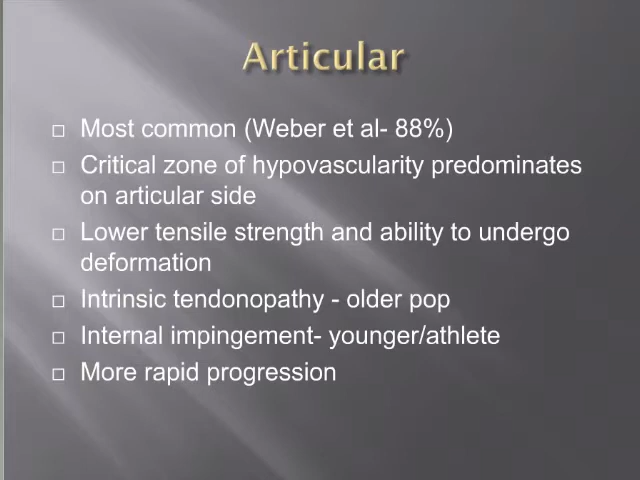 Articular
Most common (Weber et al- 88%)
Critical zone of hypovascularity predominates
on articular side
Lower tensile strength and ability to undergo
deformation
Intrinsic tendonopathy - older pop
Internal impingement- younger/athlete
More rapid progression